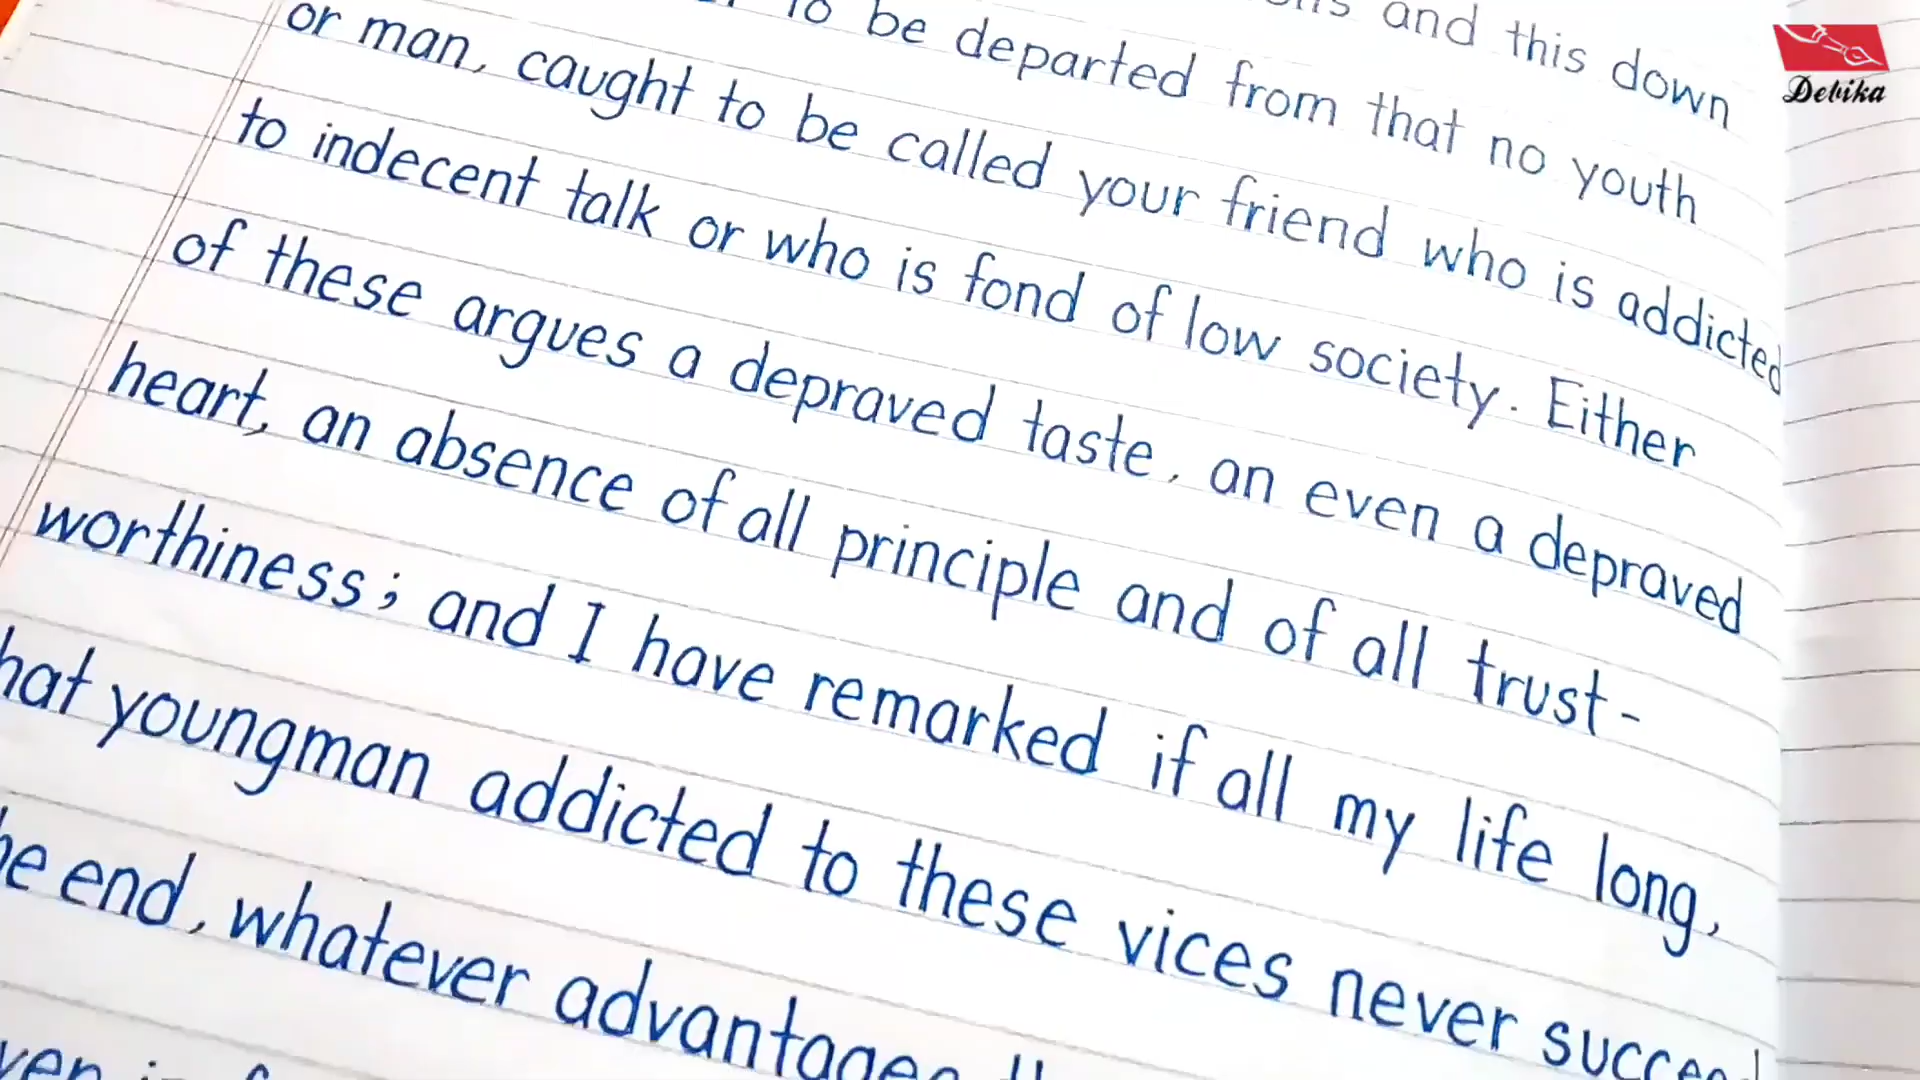 and this down
to be departed from that no youth
or man, caught to be called your friend who is addicted
to indecent talk or who is fond of low society. Either
of these argues a depraved taste, an even a depraved
heart, an absence of all principle and of all trust-
worthiness; and I have remarked if all my life long,
hat youngman addicted to these vices never succeed
he end, whatever advantages
Debika